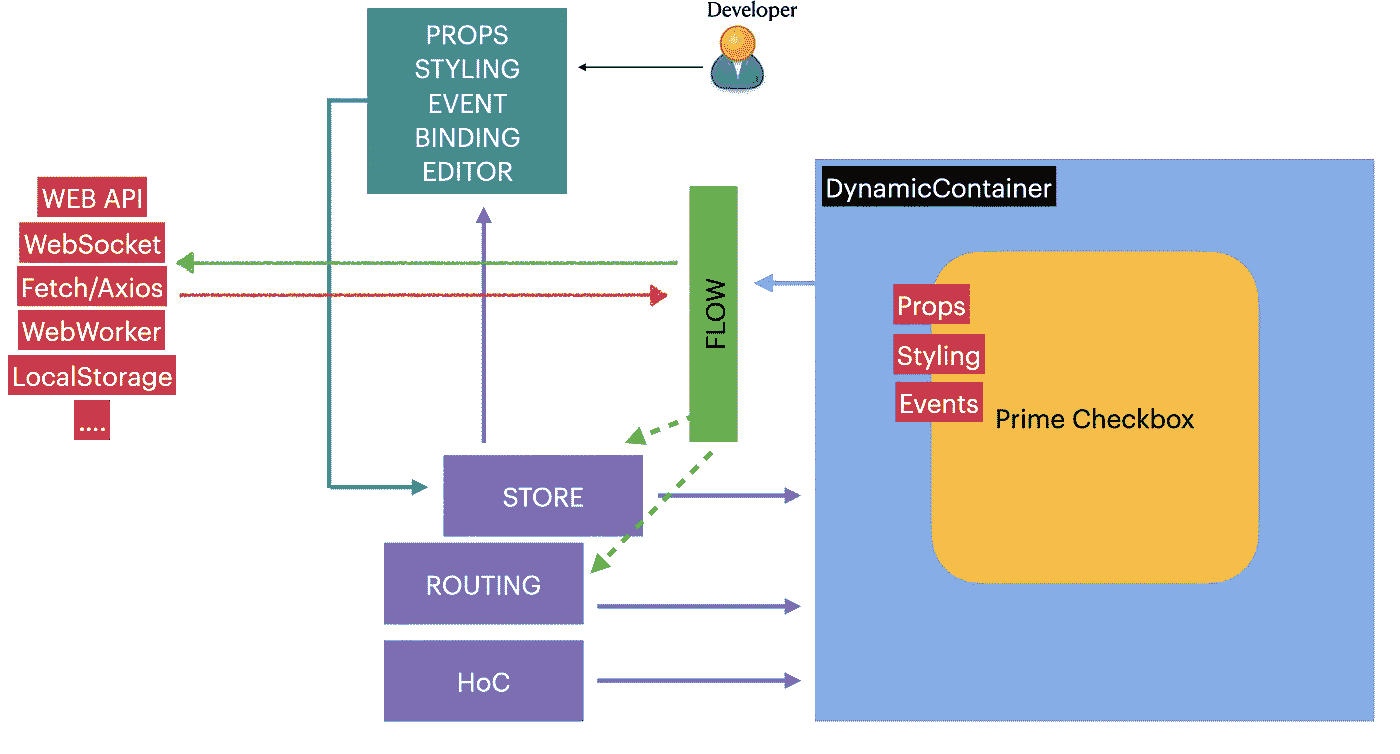 Developer
PROPS
STYLING
EVENT
BINDING
EDITOR
WEB API
WebSocket
Fetch/Axios
WebWorker
LocalStorage
....
FLOW
DynamicContainer
Props
Styling
Events
Prime Checkbox
STORE
ROUTING
HoC